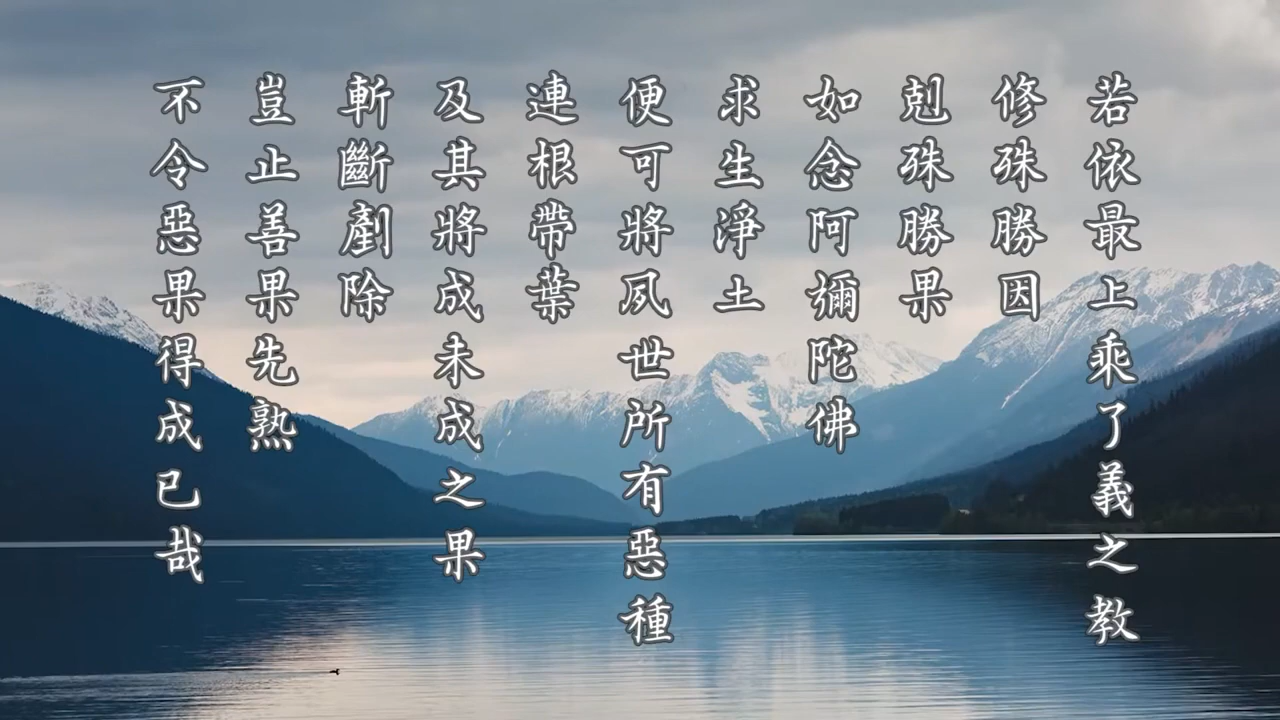 若依最上乘了義之教
修殊勝因
剋殊勝果
如念阿彌陀佛
求生淨土
便可將夙世所有惡種
連根帶葉
及其將成未成之果
斬斷剷除
豈止善果先熟
不令惡果得成已哉